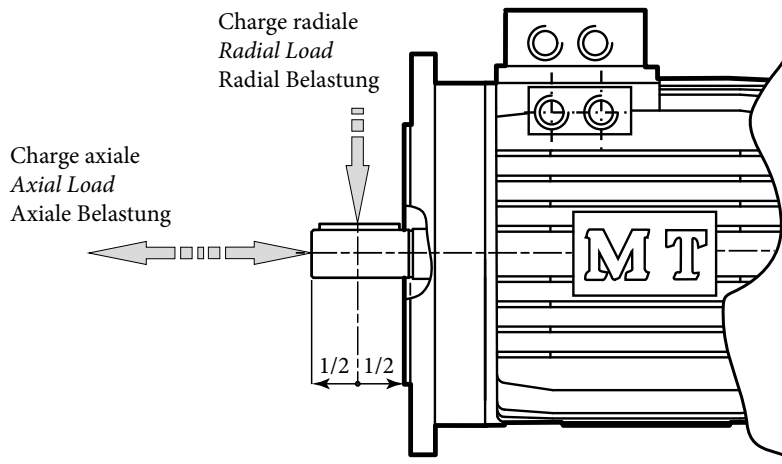 Charge radiale
Radial Load
Radial Belastung
Charge axiale
Axial Load
Axiale Belastung
MT
1/2 1/2